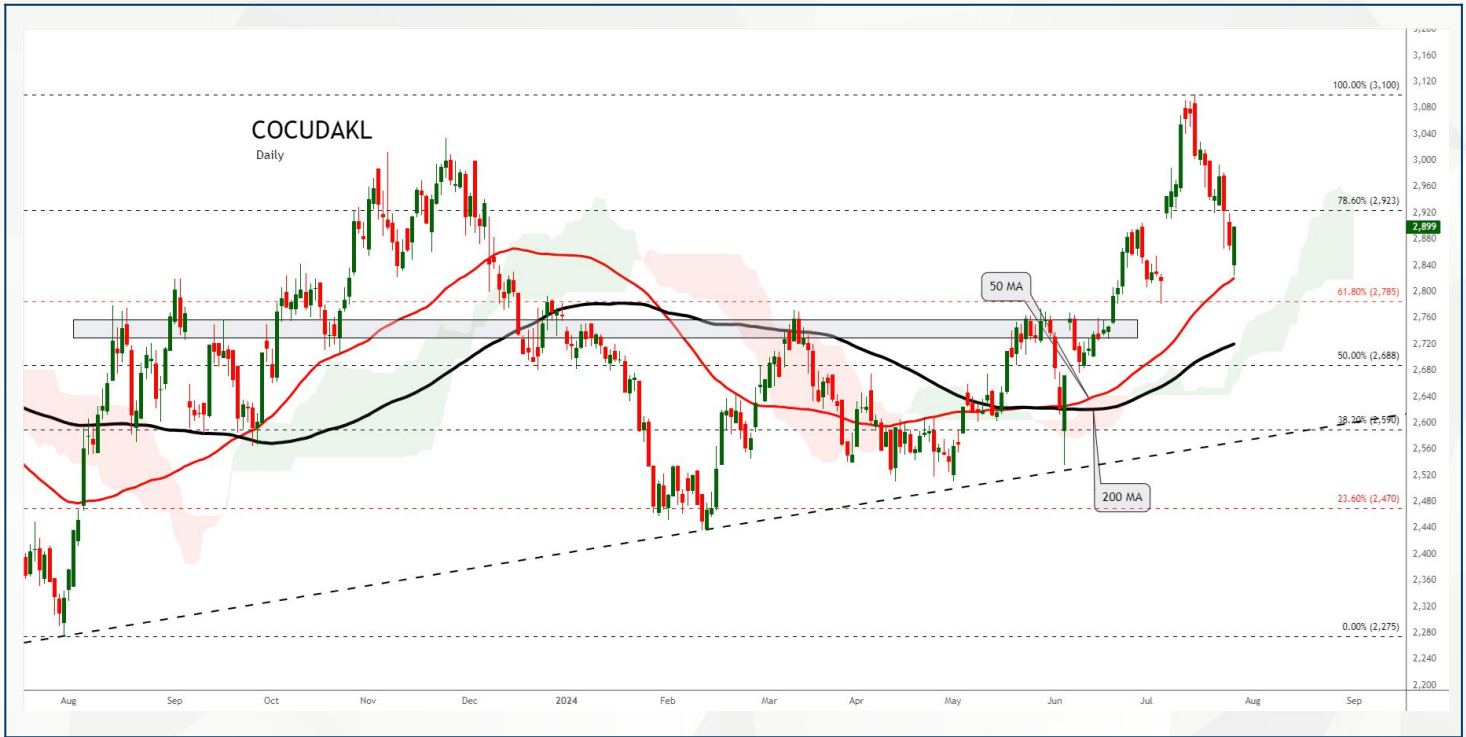 COCUDAKL
Daily
50 MA
200 MA
100.00% (3,100)
78.60% (2,923)
61.80% (2,785)
50.00% (2,688)
38.20% (2,590)
23.60% (2,470)
0.00% (2,275)
3,200
3,160
3,120
3,080
3,040
3,000
2,960
2,920
2,899
2,880
2,840
2,800
2,760
2,720
2,680
2,640
2,600
2,560
2,520
2,480
2,440
2,400
2,360
2,320
2,280
2,240
2,200
Aug
Sep
Oct
Nov
Dec
2024
Feb
Mar
Apr
May
Jun
Jul
Aug
Sep